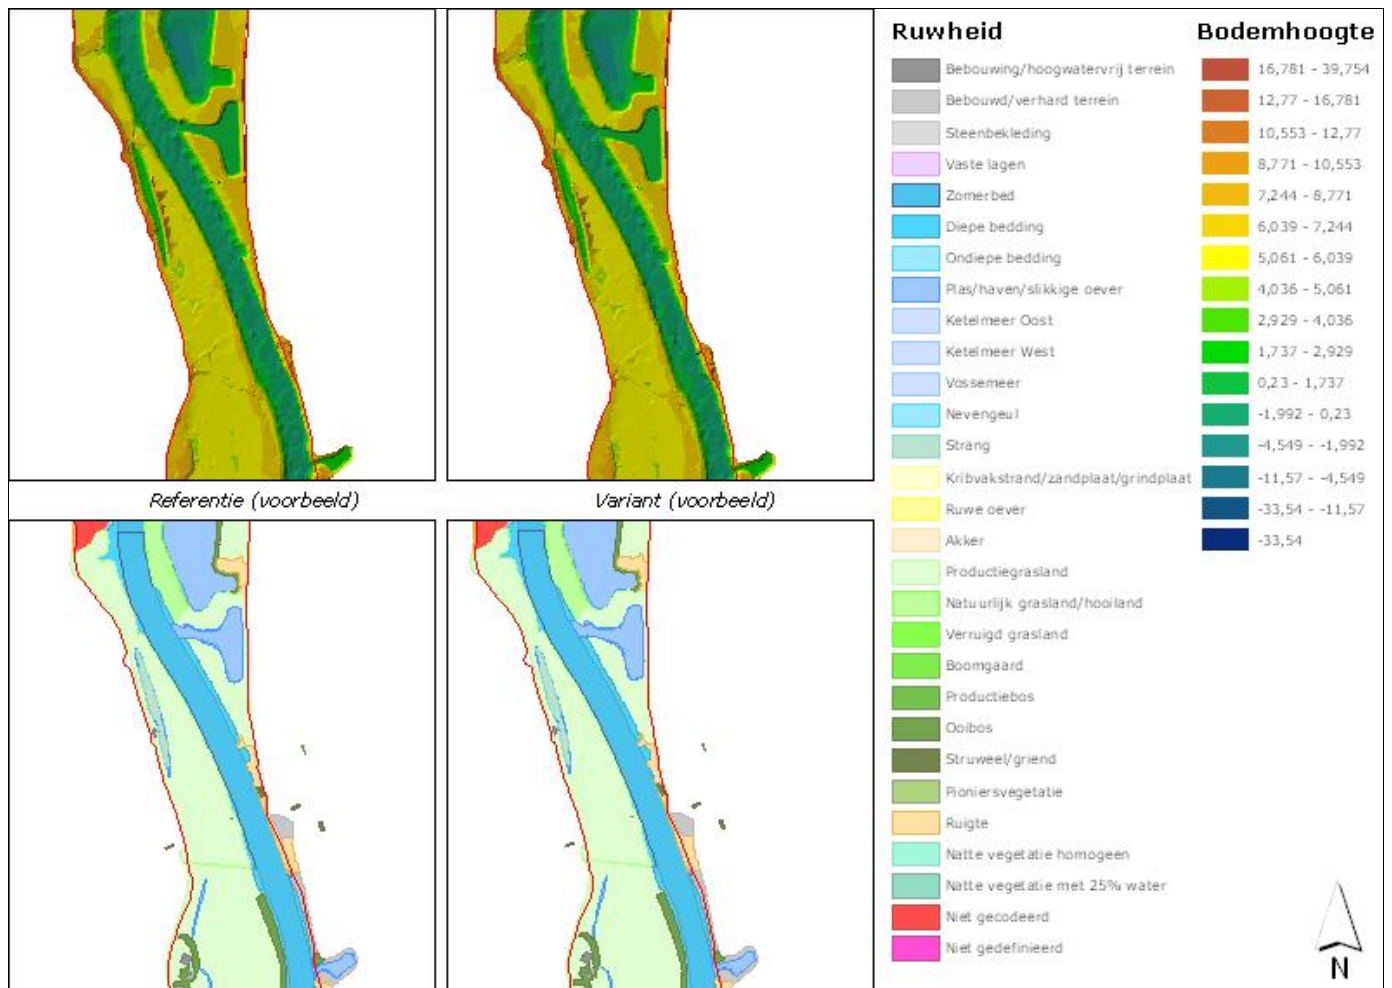 Ruwheid
Bebouwing/hoogwatervrij terrein
Bebouwd/verhard terrein
Steenbekleding
Vaste lagen
Zomerbed
Diepe bedding
Ondiepe bedding
Plas/haven/slikkige oever
Ketelmeer Oost
Ketelmeer West
Vossemeer
Nevengeul
Strang
Kribvakstrand/zandplaat/grindplaat
Ruwe oever
Akker
Productiegrasland
Natuurlijk grasland/hooiland
Verruigd grasland
Boomgaard
Productiebos
Ooibos
Struweel/griend
Pioniersvegetatie
Ruigte
Natte vegetatie homogeen
Natte vegetatie met 25% water
Niet gecodeerd
Niet gedefinieerd
Bodemhoogte
16,781 - 39,754
12,77 - 16,781
10,553 - 12,77
8,771 - 10,553
7,244 - 8,771
6,039 - 7,244
5,061 - 6,039
4,036 - 5,061
2,929 - 4,036
1,737 - 2,929
0,23 - 1,737
-1,992 - 0,23
-4,549 - -1,992
-11,57 - -4,549
-33,54 - -11,57
-33,54
Referentie (voorbeeld)
Variant (voorbeeld)
N